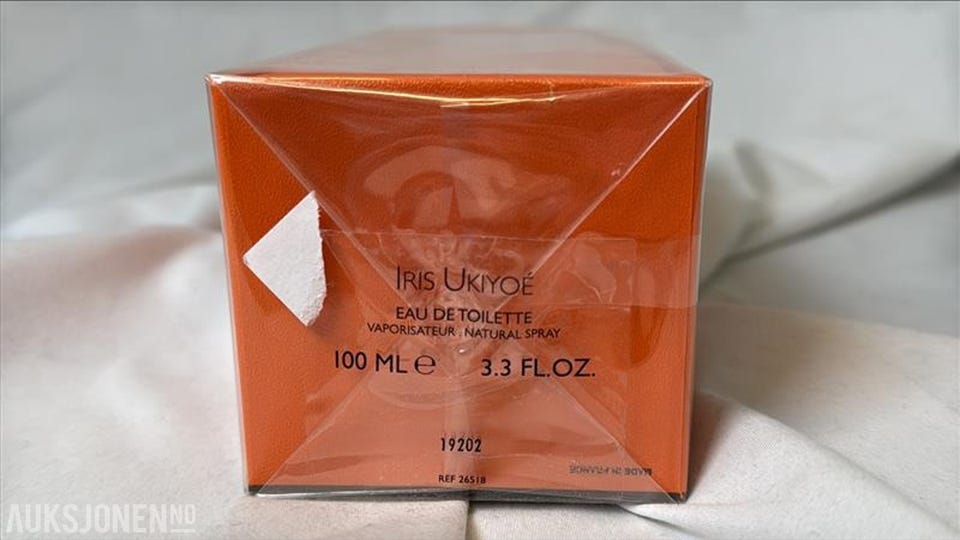 IRIS UKIYOÉ
EAU DE TOILETTE
VAPORISATEUR . NATURAL SPRAY
100 ML e 3.3 FL.OZ.
19202
MADE IN FRANCE
REF 26518
AUKSJONEN NO